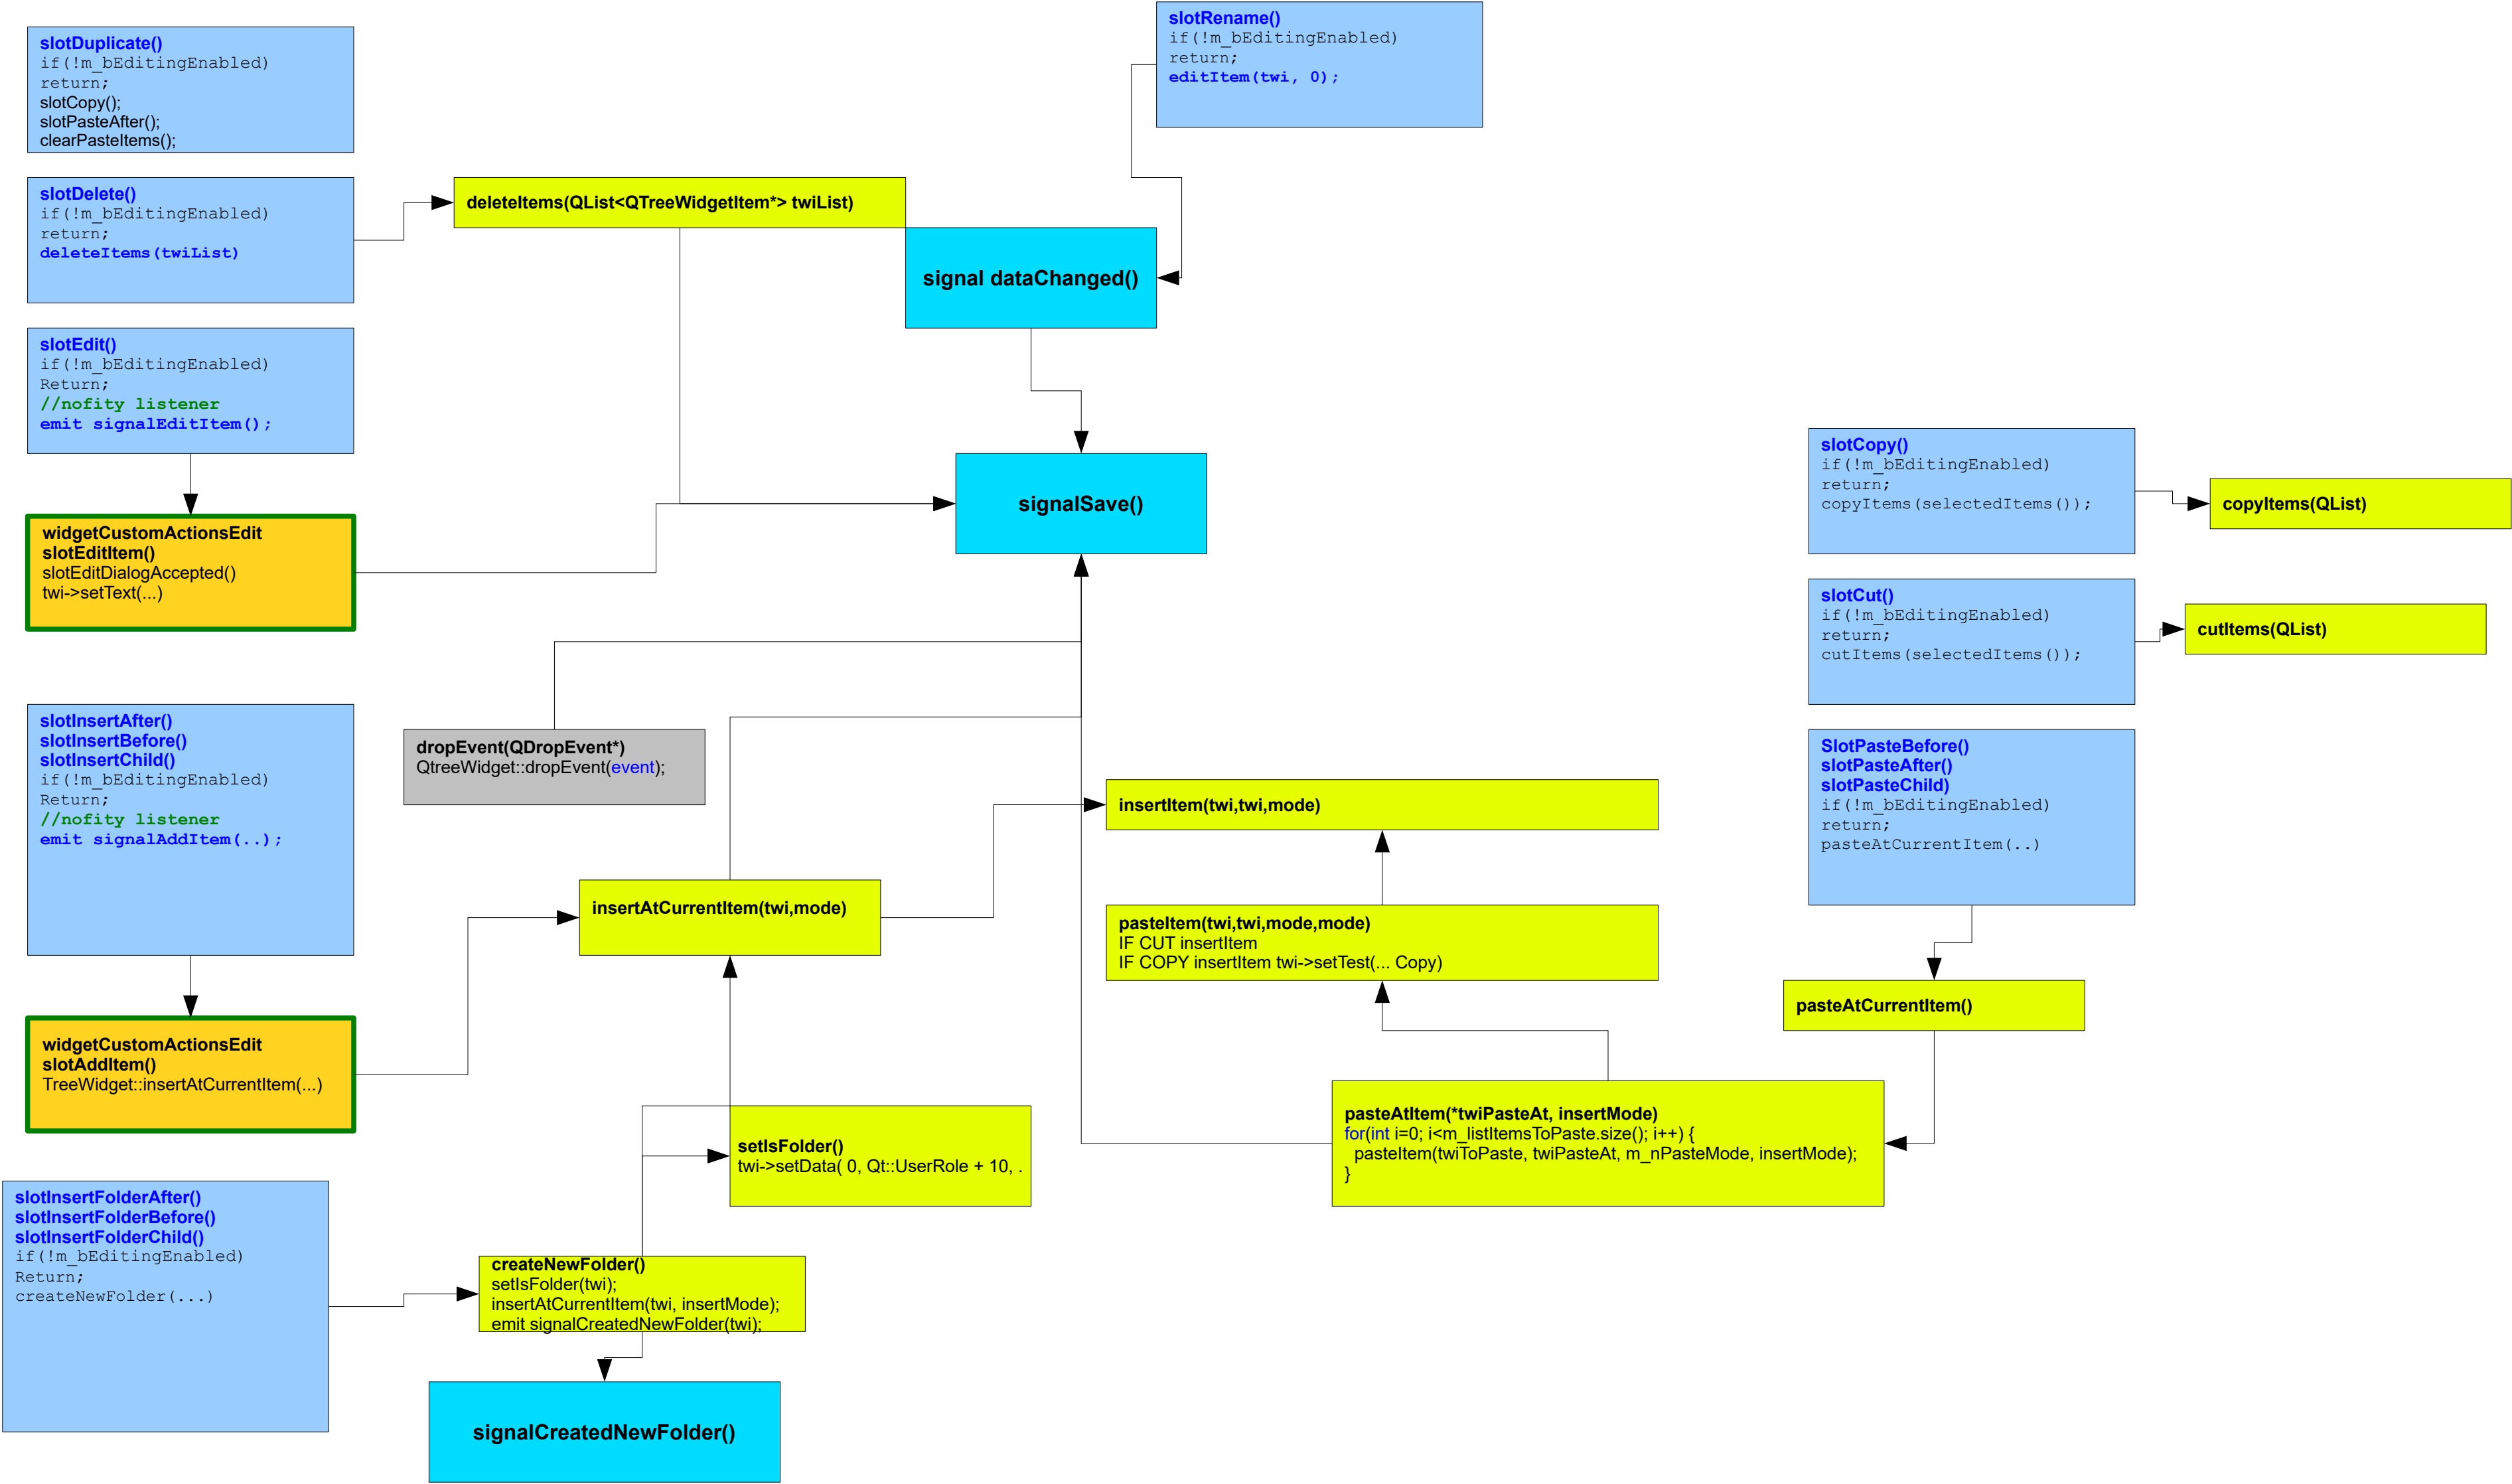 slotRename()
if(!m_bEditingEnabled)
return;
editItem(twi, 0);
slotDuplicate()
if(!m_bEditingEnabled)
return;
slotCopy();
slotPasteAfter();
clearPasteItems();
slotDelete()
if(!m_bEditingEnabled)
return;
deleteItems(twiList)
deleteItems(QList<QTreeWidgetItem*> twiList)
signal dataChanged()
slotEdit()
if(!m_bEditingEnabled)
Return;
//nofity listener
emit signalEditItem();
signalSave()
slotCopy()
if(!m_bEditingEnabled)
return;
copyItems(selectedItems());
copyItems(QList)
widgetCustomActionsEdit
slotEditItem()
slotEditDialogAccepted()
twi->setText(...)
slotCut()
if(!m_bEditingEnabled)
return;
cutItems(selectedItems());
cutItems(QList)
slotInsertAfter()
slotInsertBefore()
slotInsertChild()
if(!m_bEditingEnabled)
Return;
//nofity listener
emit signalAddItem(..);
dropEvent(QDropEvent*)
QtreeWidget::dropEvent(event);
insertItem(twi,twi,mode)
SlotPasteBefore()
slotPasteAfter()
slotPasteChild)
if(!m_bEditingEnabled)
return;
pasteAtCurrentItem(..)
insertAtCurrentItem(twi,mode)
pasteItem(twi,twi,mode,mode)
IF CUT insertItem
IF COPY insertItem twi->setTest(... Copy)
pasteAtCurrentItem()
widgetCustomActionsEdit
slotAddItem()
TreeWidget::insertAtCurrentItem(...)
setIsFolder()
twi->setData( 0, Qt::UserRole + 10, .
pasteAtItem(*twiPasteAt, insertMode)
for(int i=0; i<m_listItemsToPaste.size(); i++) {
pasteItem(twiToPaste, twiPasteAt, m_nPasteMode, insertMode);
}
slotInsertFolderAfter()
slotInsertFolderBefore()
slotInsertFolderChild()
if(!m_bEditingEnabled)
Return;
createNewFolder(...)
createNewFolder()
setIsFolder(twi);
insertAtCurrentItem(twi, insertMode);
emit signalCreatedNewFolder(twi);
signalCreatedNewFolder()